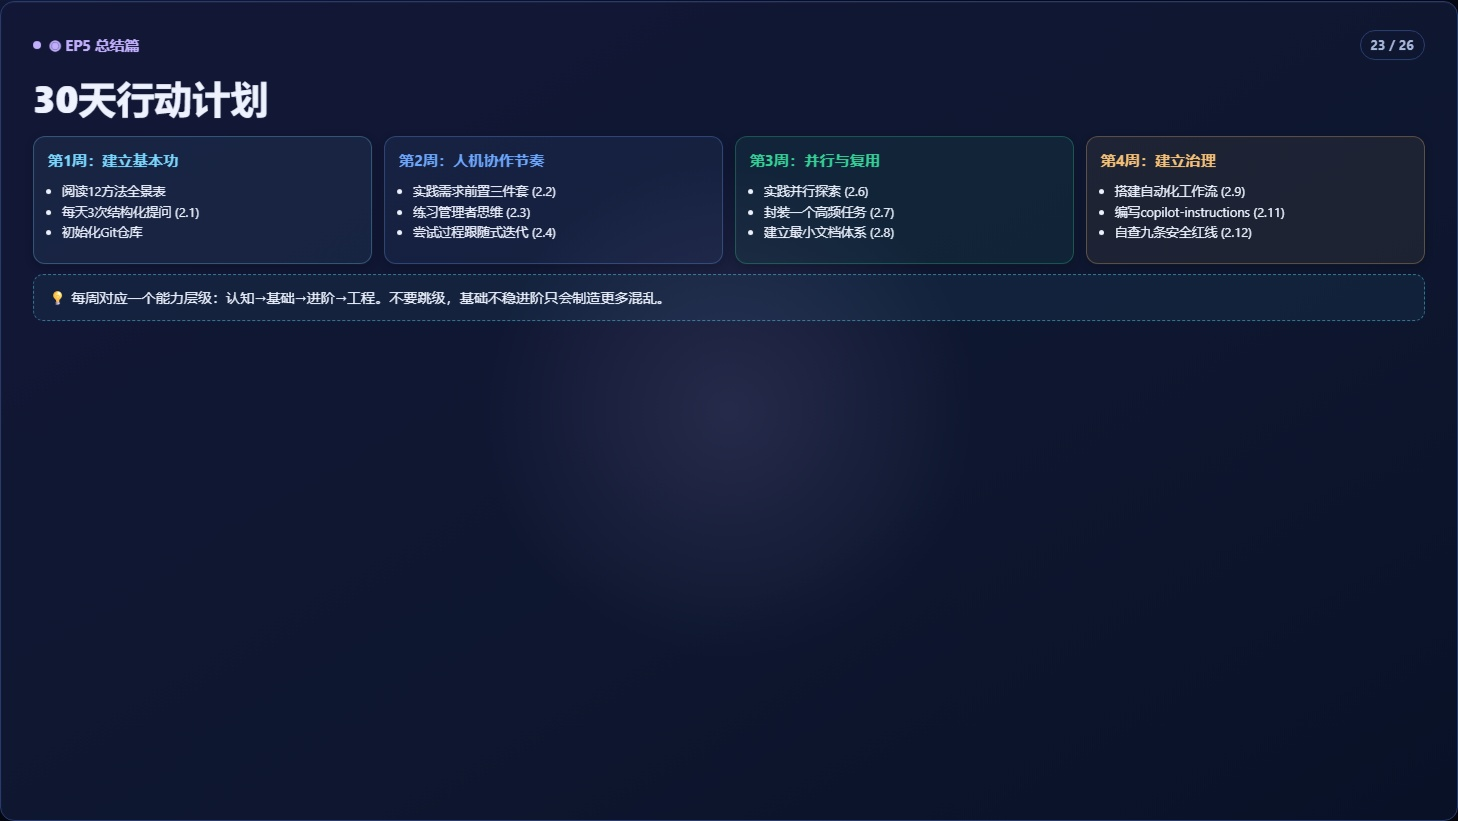 EP5 总结篇
23 / 26
30天行动计划
第1周：建立基本功
阅读12方法全景表
每天3次结构化提问 (2.1)
初始化Git仓库
第2周：人机协作节奏
实践需求前置三件套 (2.2)
练习管理者思维 (2.3)
尝试过程跟随式迭代 (2.4)
第3周：并行与复用
实践并行探索 (2.6)
封装一个高频任务 (2.7)
建立最小文档体系 (2.8)
第4周：建立治理
搭建自动化工作流 (2.9)
编写copilot-instructions (2.11)
自查九条安全红线 (2.12)
💡 每周对应一个能力层级：认知→基础→进阶→工程。不要跳级，基础不稳进阶只会制造更多混乱。